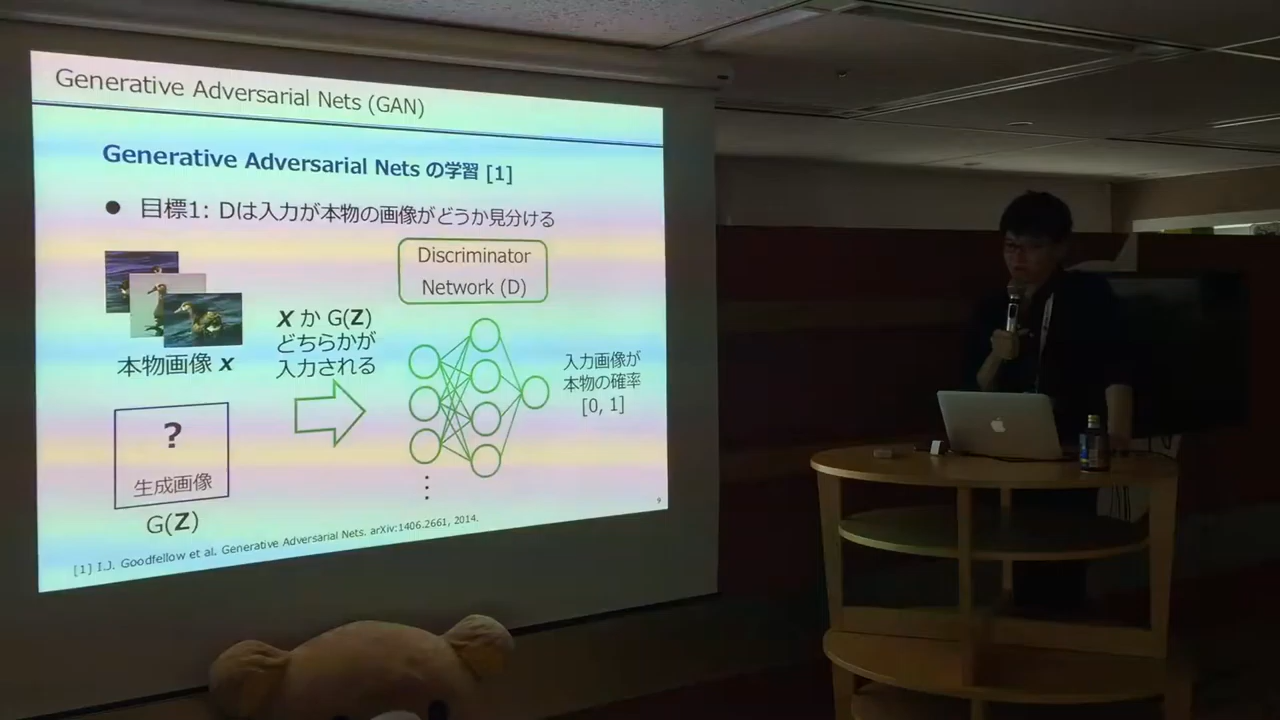 Generative Adversarial Nets (GAN)
Generative Adversarial Nets の学習 [1]
● 目標1: Dは入力が本物の画像がどうか見分ける
Discriminator
Network (D)
本物画像 x
x か G(Z)
どちらかが
入力される
入力画像が
本物の確率
[0, 1]
?
生成画像
G(Z)
⋮
9
[1] I.J. Goodfellow et al. Generative Adversarial Nets. arXiv:1406.2661, 2014.